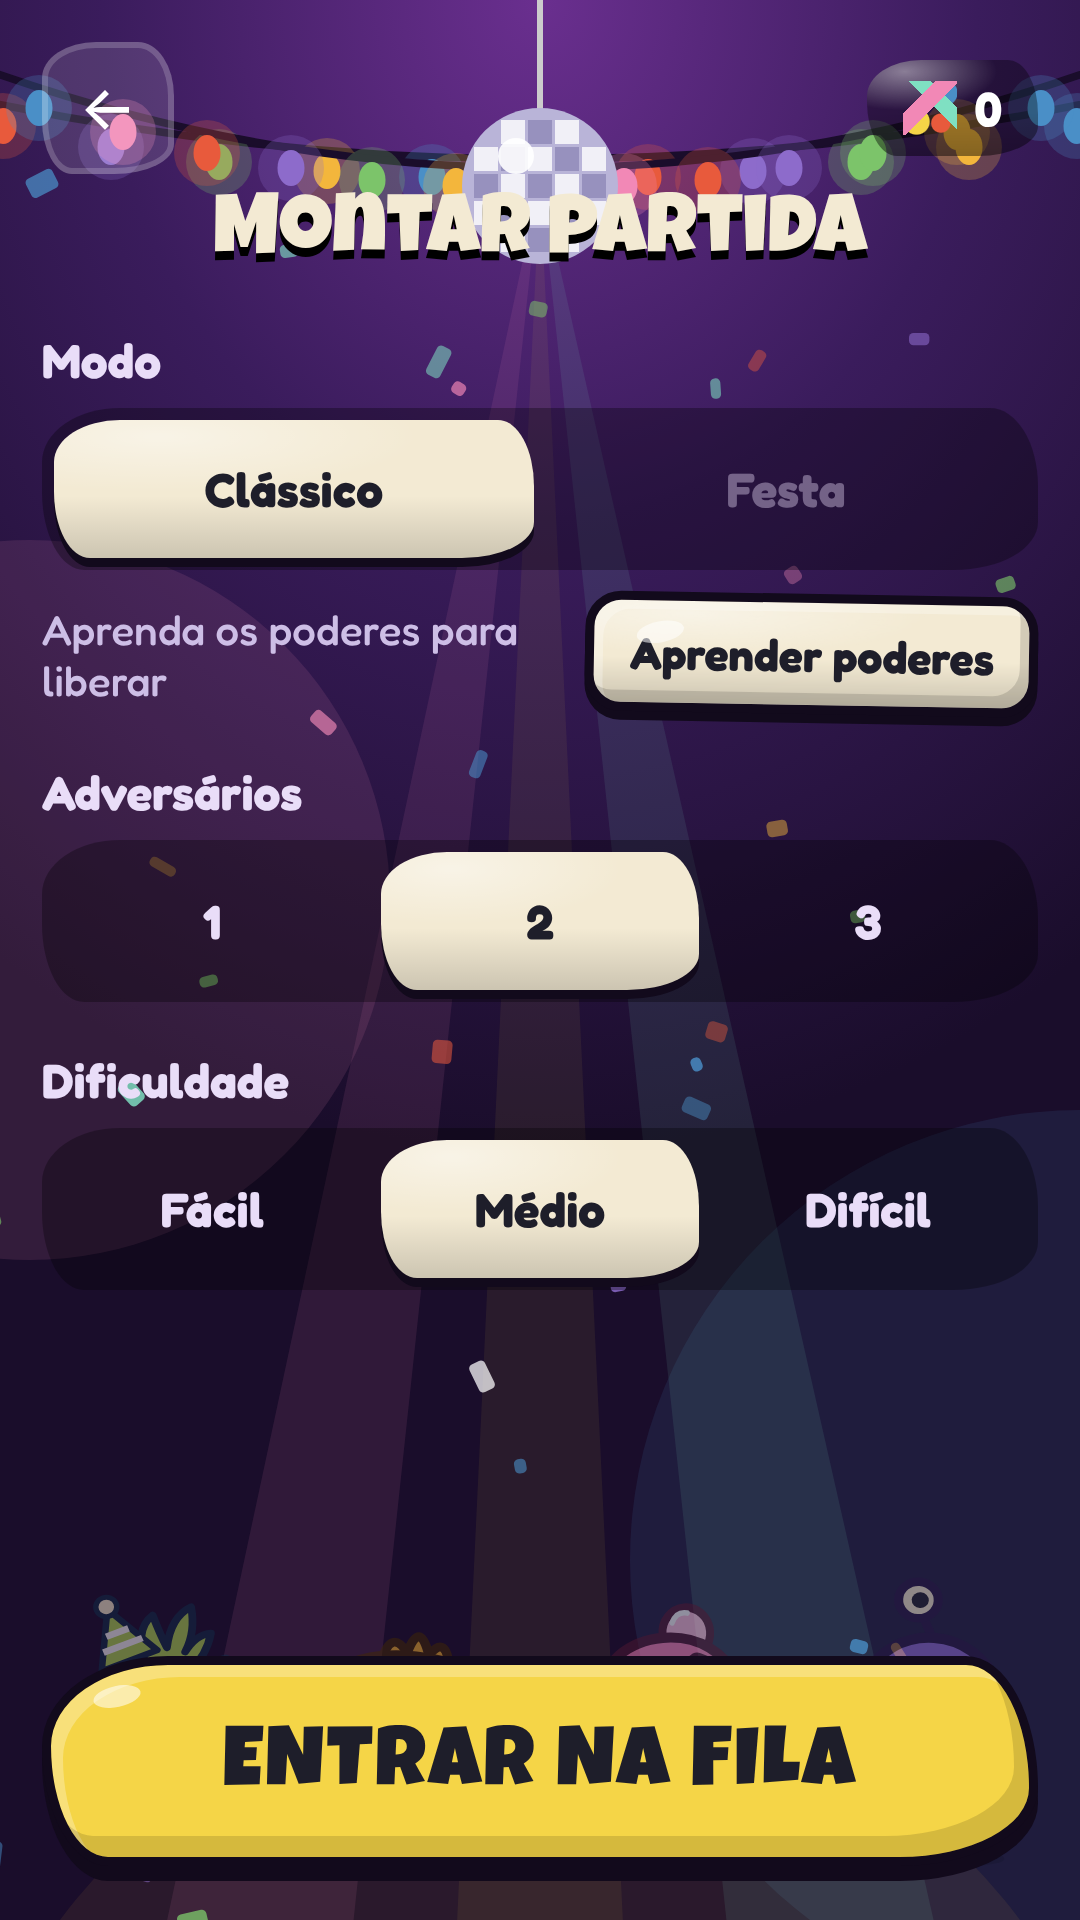 0
MONTAR PARTIDA
Modo
Clássico
Festa
Aprenda os poderes para
liberar
Aprender poderes
Adversários
1
2
3
Dificuldade
Fácil
Médio
Difícil
ENTRAR NA FILA